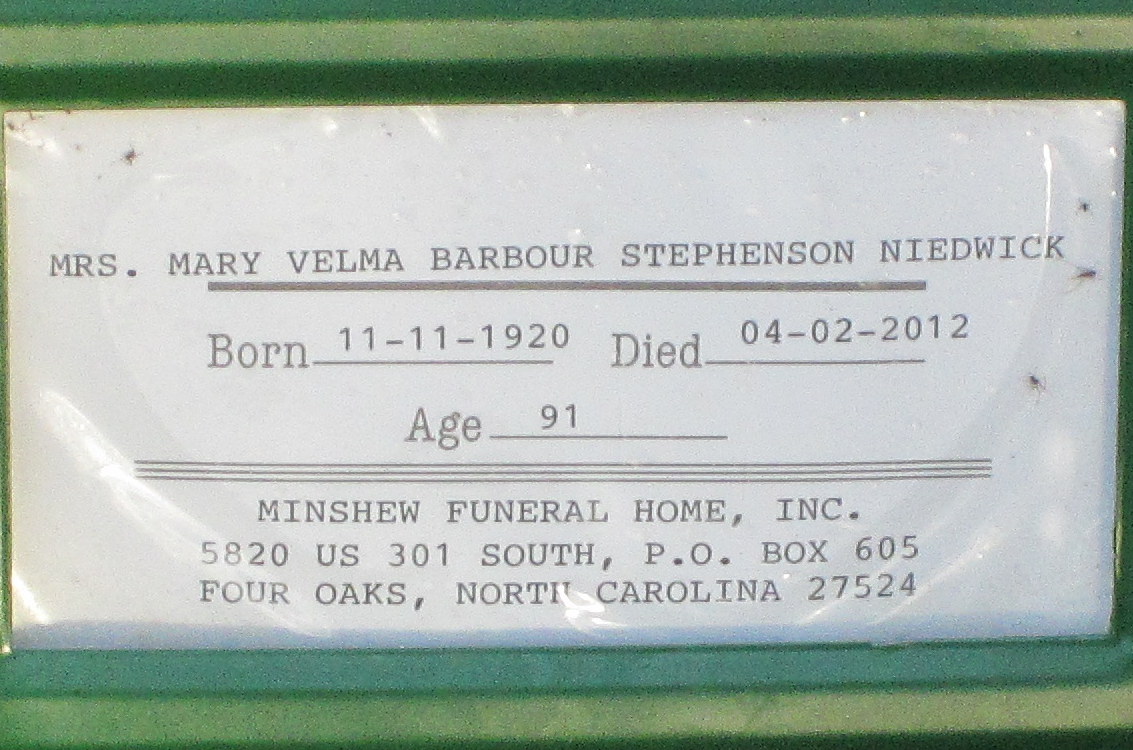 MRS. MARY VELMA BARBOUR STEPHENSON NIEDWICK
Born 11-11-1920 Died 04-02-2012
Age 91
MINSHEW FUNERAL HOME, INC.
5820 US 301 SOUTH, P.O. BOX 605
FOUR OAKS, NORTH CAROLINA 27524